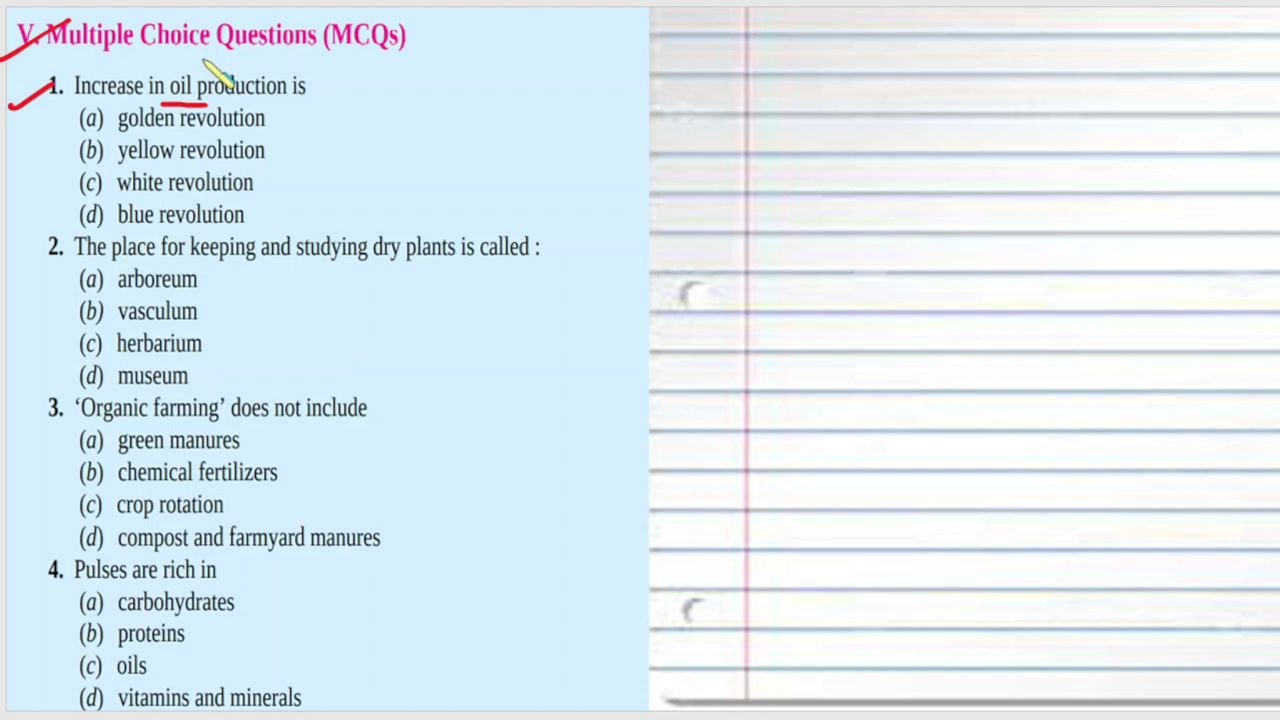 V. Multiple Choice Questions (MCQs)
1. Increase in oil production is
(a) golden revolution
(b) yellow revolution
(c) white revolution
(d) blue revolution
2. The place for keeping and studying dry plants is called :
(a) arboreum
(b) vasculum
(c) herbarium
(d) museum
3. ‘Organic farming’ does not include
(a) green manures
(b) chemical fertilizers
(c) crop rotation
(d) compost and farmyard manures
4. Pulses are rich in
(a) carbohydrates
(b) proteins
(c) oils
(d) vitamins and minerals